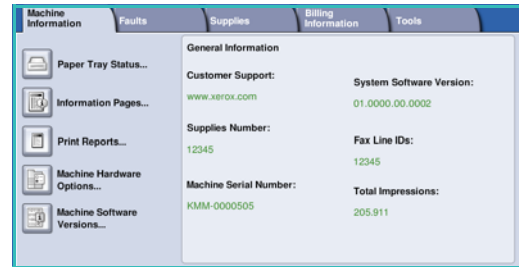 Machine
Information
Faults
Supplies
Billing
Information
Tools
Paper Tray Status...
Information Pages...
Print Reports...
Machine Hardware
Options...
Machine Software
Versions...
General Information
Customer Support:
www.xerox.com
Supplies Number:
12345
Machine Serial Number:
KMM-0000505
System Software Version:
01.0000.00.0002
Fax Line IDs:
12345
Total Impressions:
205.911